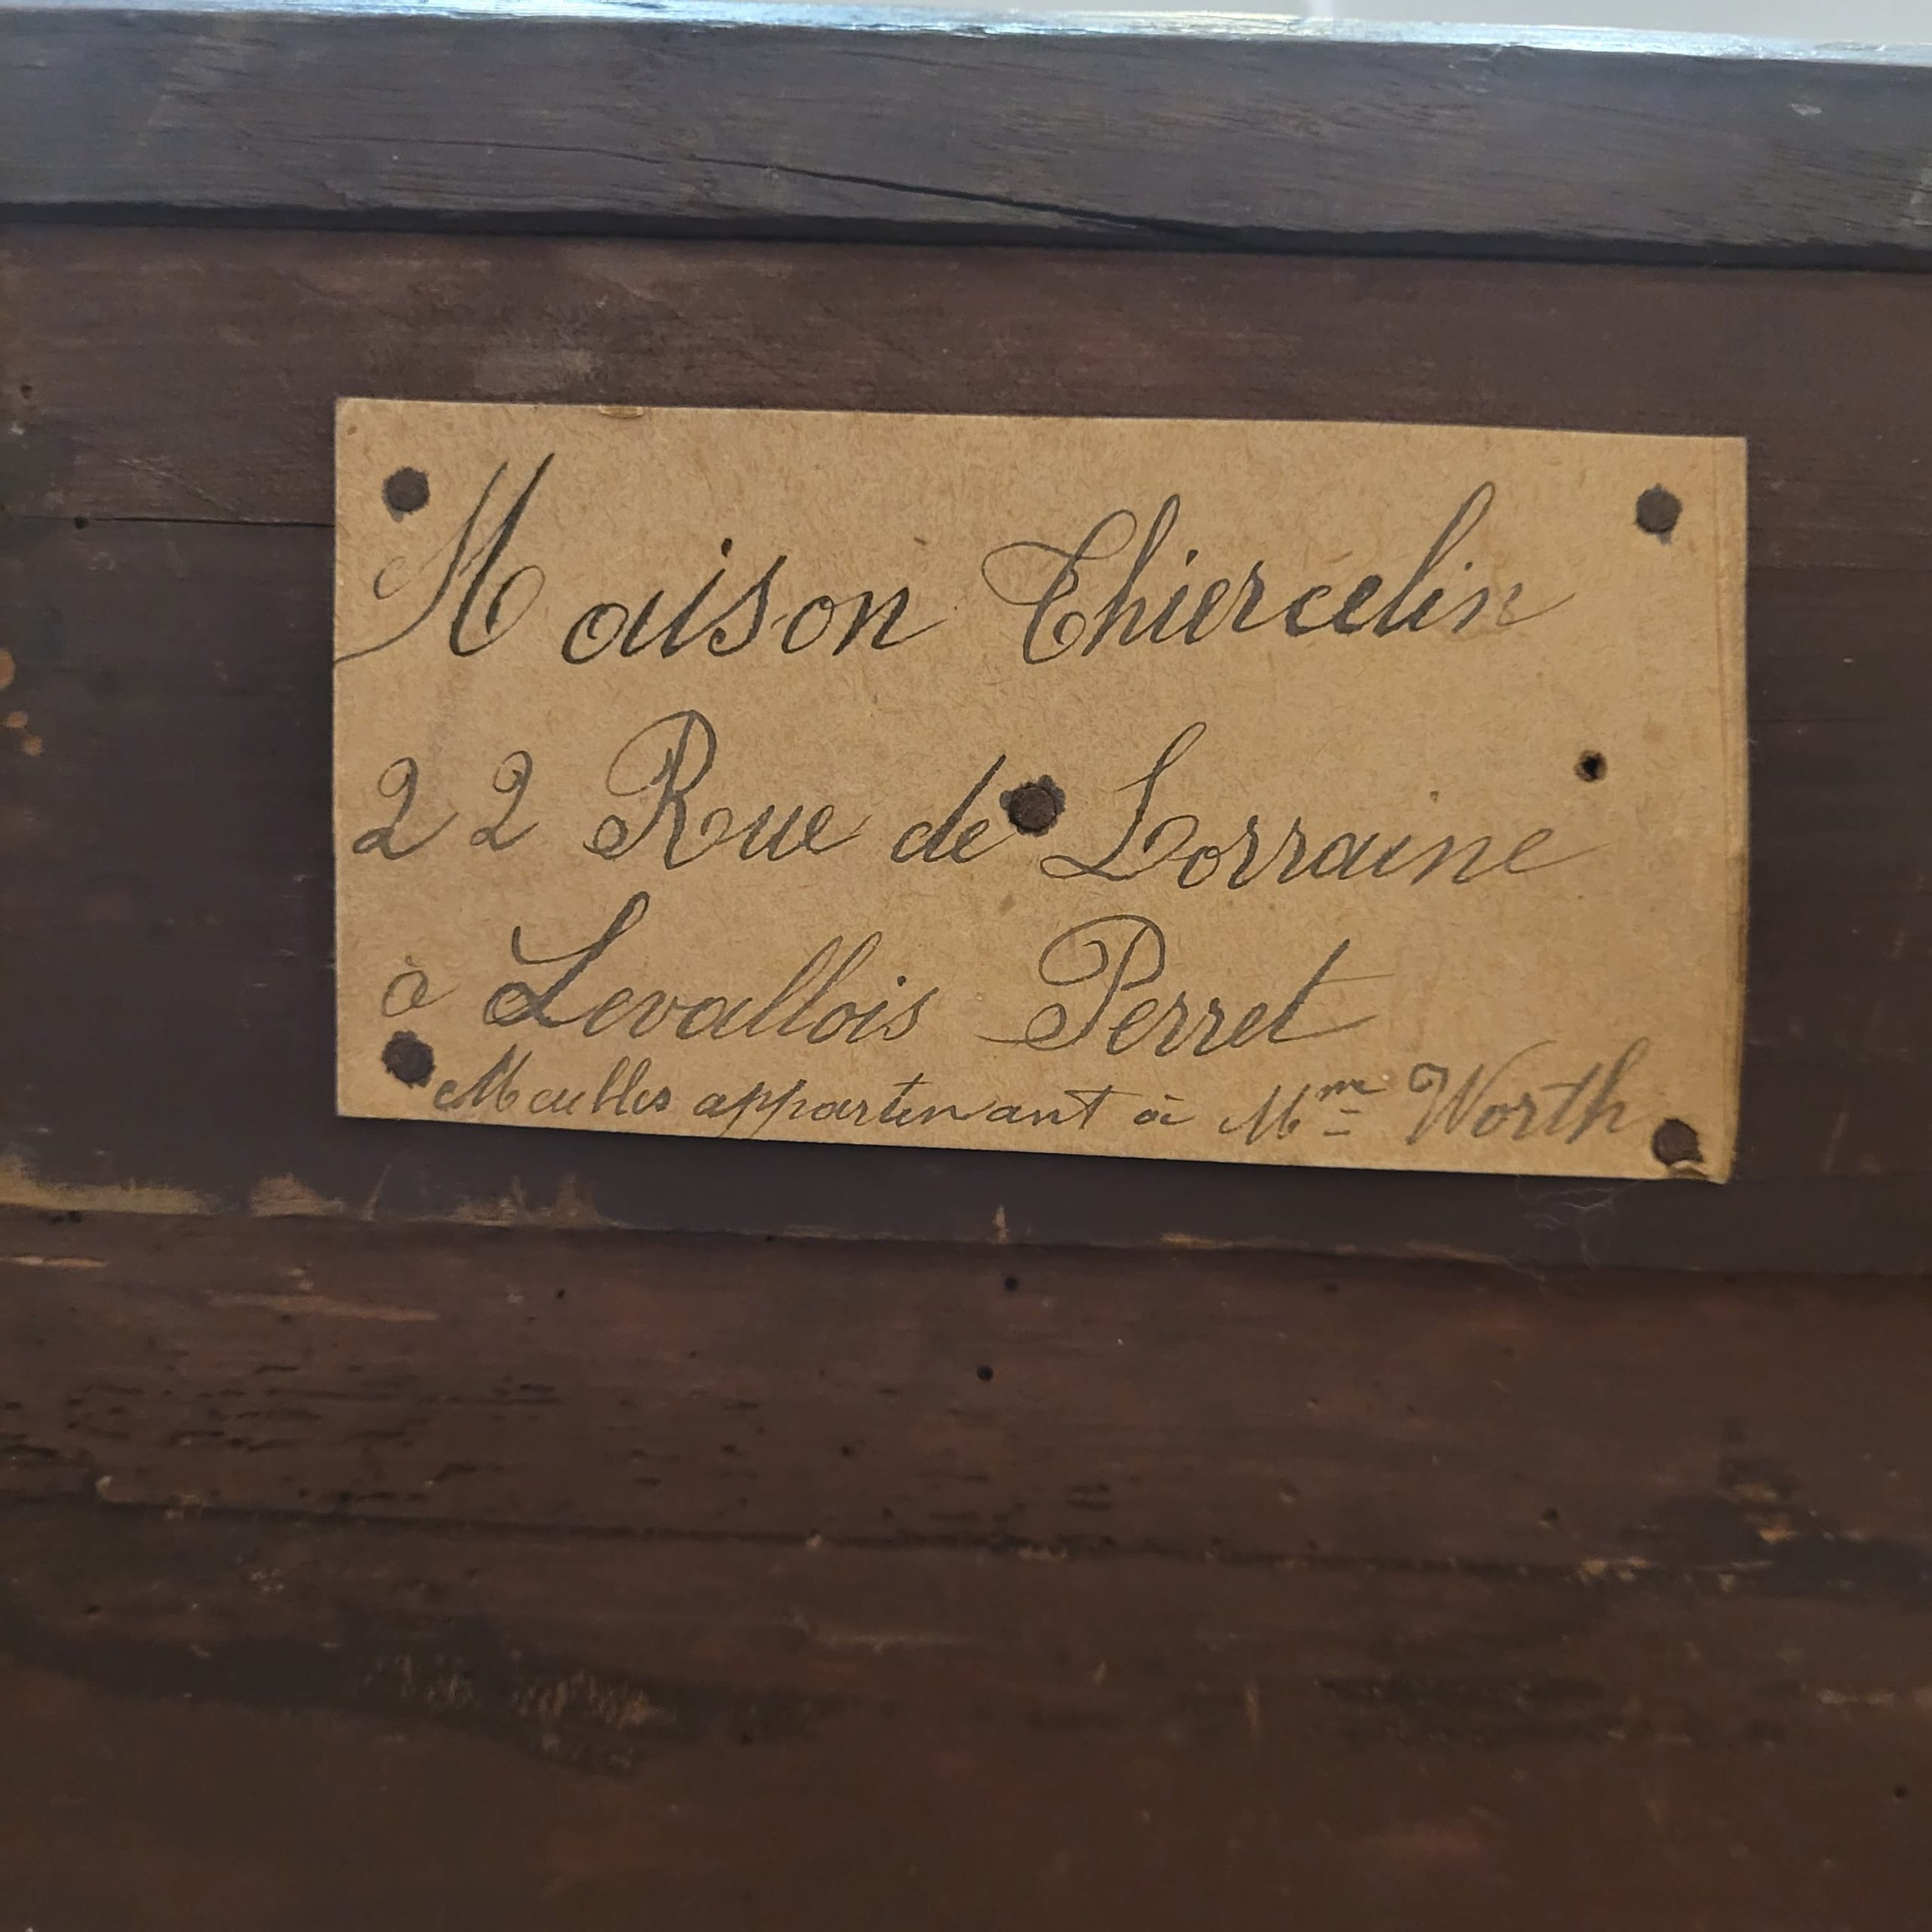 Maison Thiercelin
22 Rue de Lorraine
à Levallois Perret
Meubles appartenant à Mme Worth